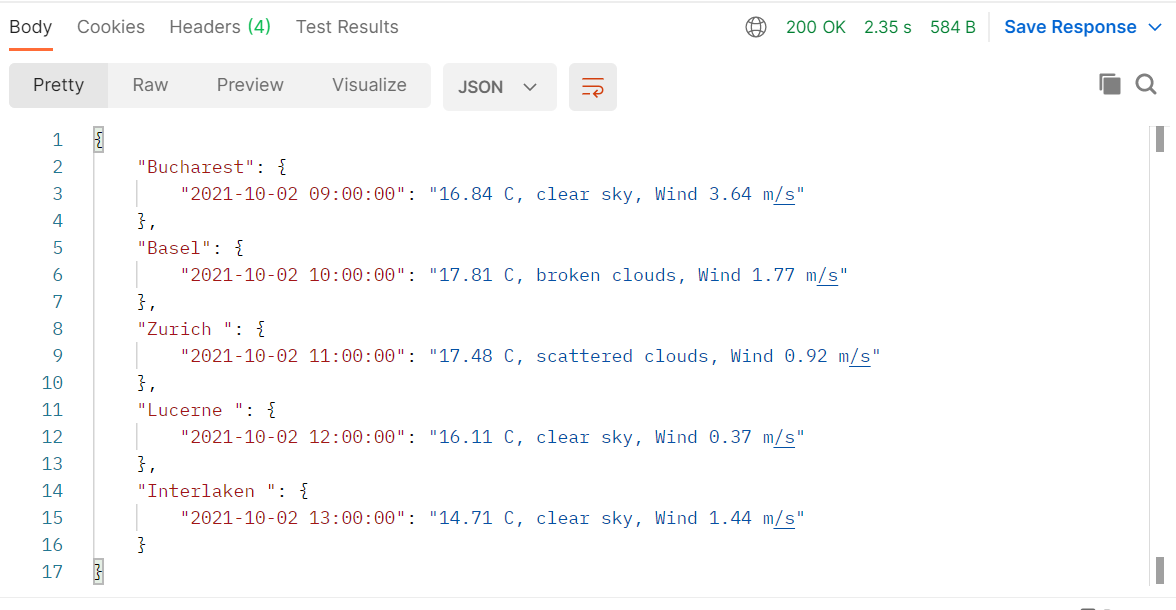 Body Cookies Headers (4) Test Results 200 OK 2.35 s 584 B Save Response
Pretty Raw Preview Visualize JSON
1 {
2 "Bucharest": {
3 "2021-10-02 09:00:00": "16.84 C, clear sky, Wind 3.64 m/s"
4 },
5 "Basel": {
6 "2021-10-02 10:00:00": "17.81 C, broken clouds, Wind 1.77 m/s"
7 },
8 "Zurich ": {
9 "2021-10-02 11:00:00": "17.48 C, scattered clouds, Wind 0.92 m/s"
10 },
11 "Lucerne ": {
12 "2021-10-02 12:00:00": "16.11 C, clear sky, Wind 0.37 m/s"
13 },
14 "Interlaken ": {
15 "2021-10-02 13:00:00": "14.71 C, clear sky, Wind 1.44 m/s"
16 }
17 }